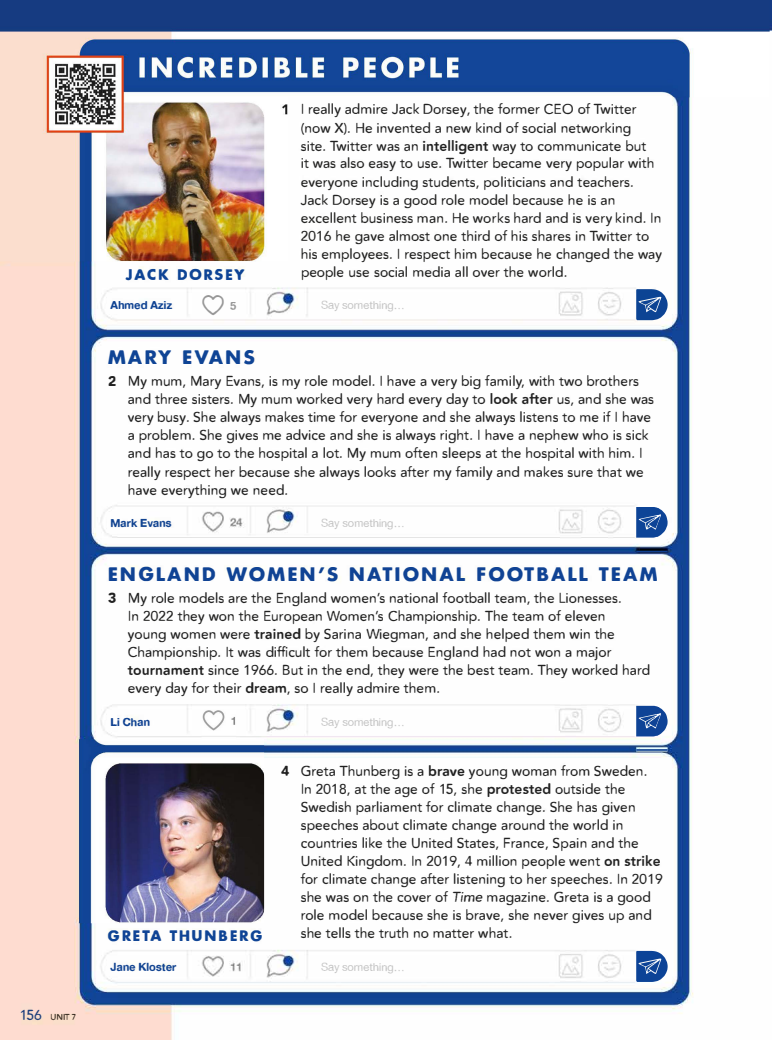 INCREDIBLE PEOPLE
1 I really admire Jack Dorsey, the former CEO of Twitter
(now X). He invented a new kind of social networking
site. Twitter was an intelligent way to communicate but
it was also easy to use. Twitter became very popular with
everyone including students, politicians and teachers.
Jack Dorsey is a good role model because he is an
excellent business man. He works hard and is very kind. In
2016 he gave almost one third of his shares in Twitter to
his employees. I respect him because he changed the way
people use social media all over the world.
JACK DORSEY
Ahmed Aziz 5 Say something...
MARY EVANS
2 My mum, Mary Evans, is my role model. I have a very big family, with two brothers
and three sisters. My mum worked very hard every day to look after us, and she was
very busy. She always makes time for everyone and she always listens to me if I have
a problem. She gives me advice and she is always right. I have a nephew who is sick
and has to go to the hospital a lot. My mum often sleeps at the hospital with him. I
really respect her because she always looks after my family and makes sure that we
have everything we need.
Mark Evans 24 Say something...
ENGLAND WOMEN'S NATIONAL FOOTBALL TEAM
3 My role models are the England women's national football team, the Lionesses.
In 2022 they won the European Women's Championship. The team of eleven
young women were trained by Sarina Wiegman, and she helped them win the
Championship. It was difficult for them because England had not won a major
tournament since 1966. But in the end, they were the best team. They worked hard
every day for their dream, so I really admire them.
Li Chan 1 Say something...
4 Greta Thunberg is a brave young woman from Sweden.
In 2018, at the age of 15, she protested outside the
Swedish parliament for climate change. She has given
speeches about climate change around the world in
countries like the United States, France, Spain and the
United Kingdom. In 2019, 4 million people went on strike
for climate change after listening to her speeches. In 2019
she was on the cover of Time magazine. Greta is a good
role model because she is brave, she never gives up and
she tells the truth no matter what.
GRETA THUNBERG
Jane Kloster 11 Say something...
156 UNIT 7